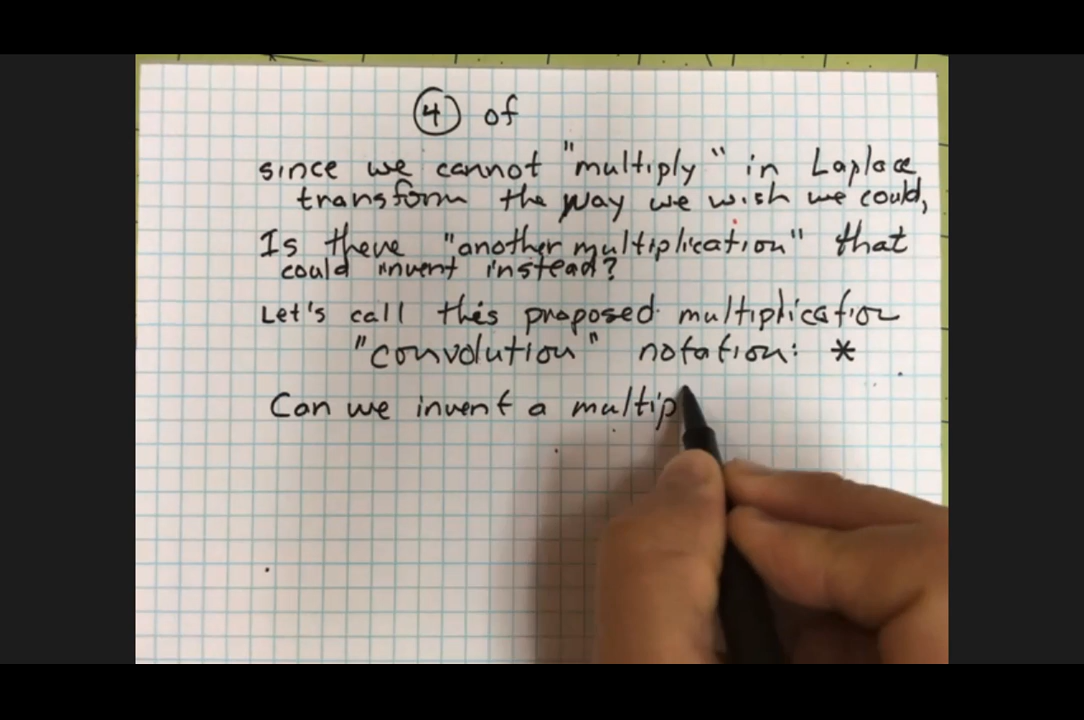 ④ of
since we cannot "multiply" in Laplace
transform the way we wish we could,
Is there "another multiplication" that
could invent instead?
Let's call this proposed multiplication
"convolution" notation: *
Can we invent a multip